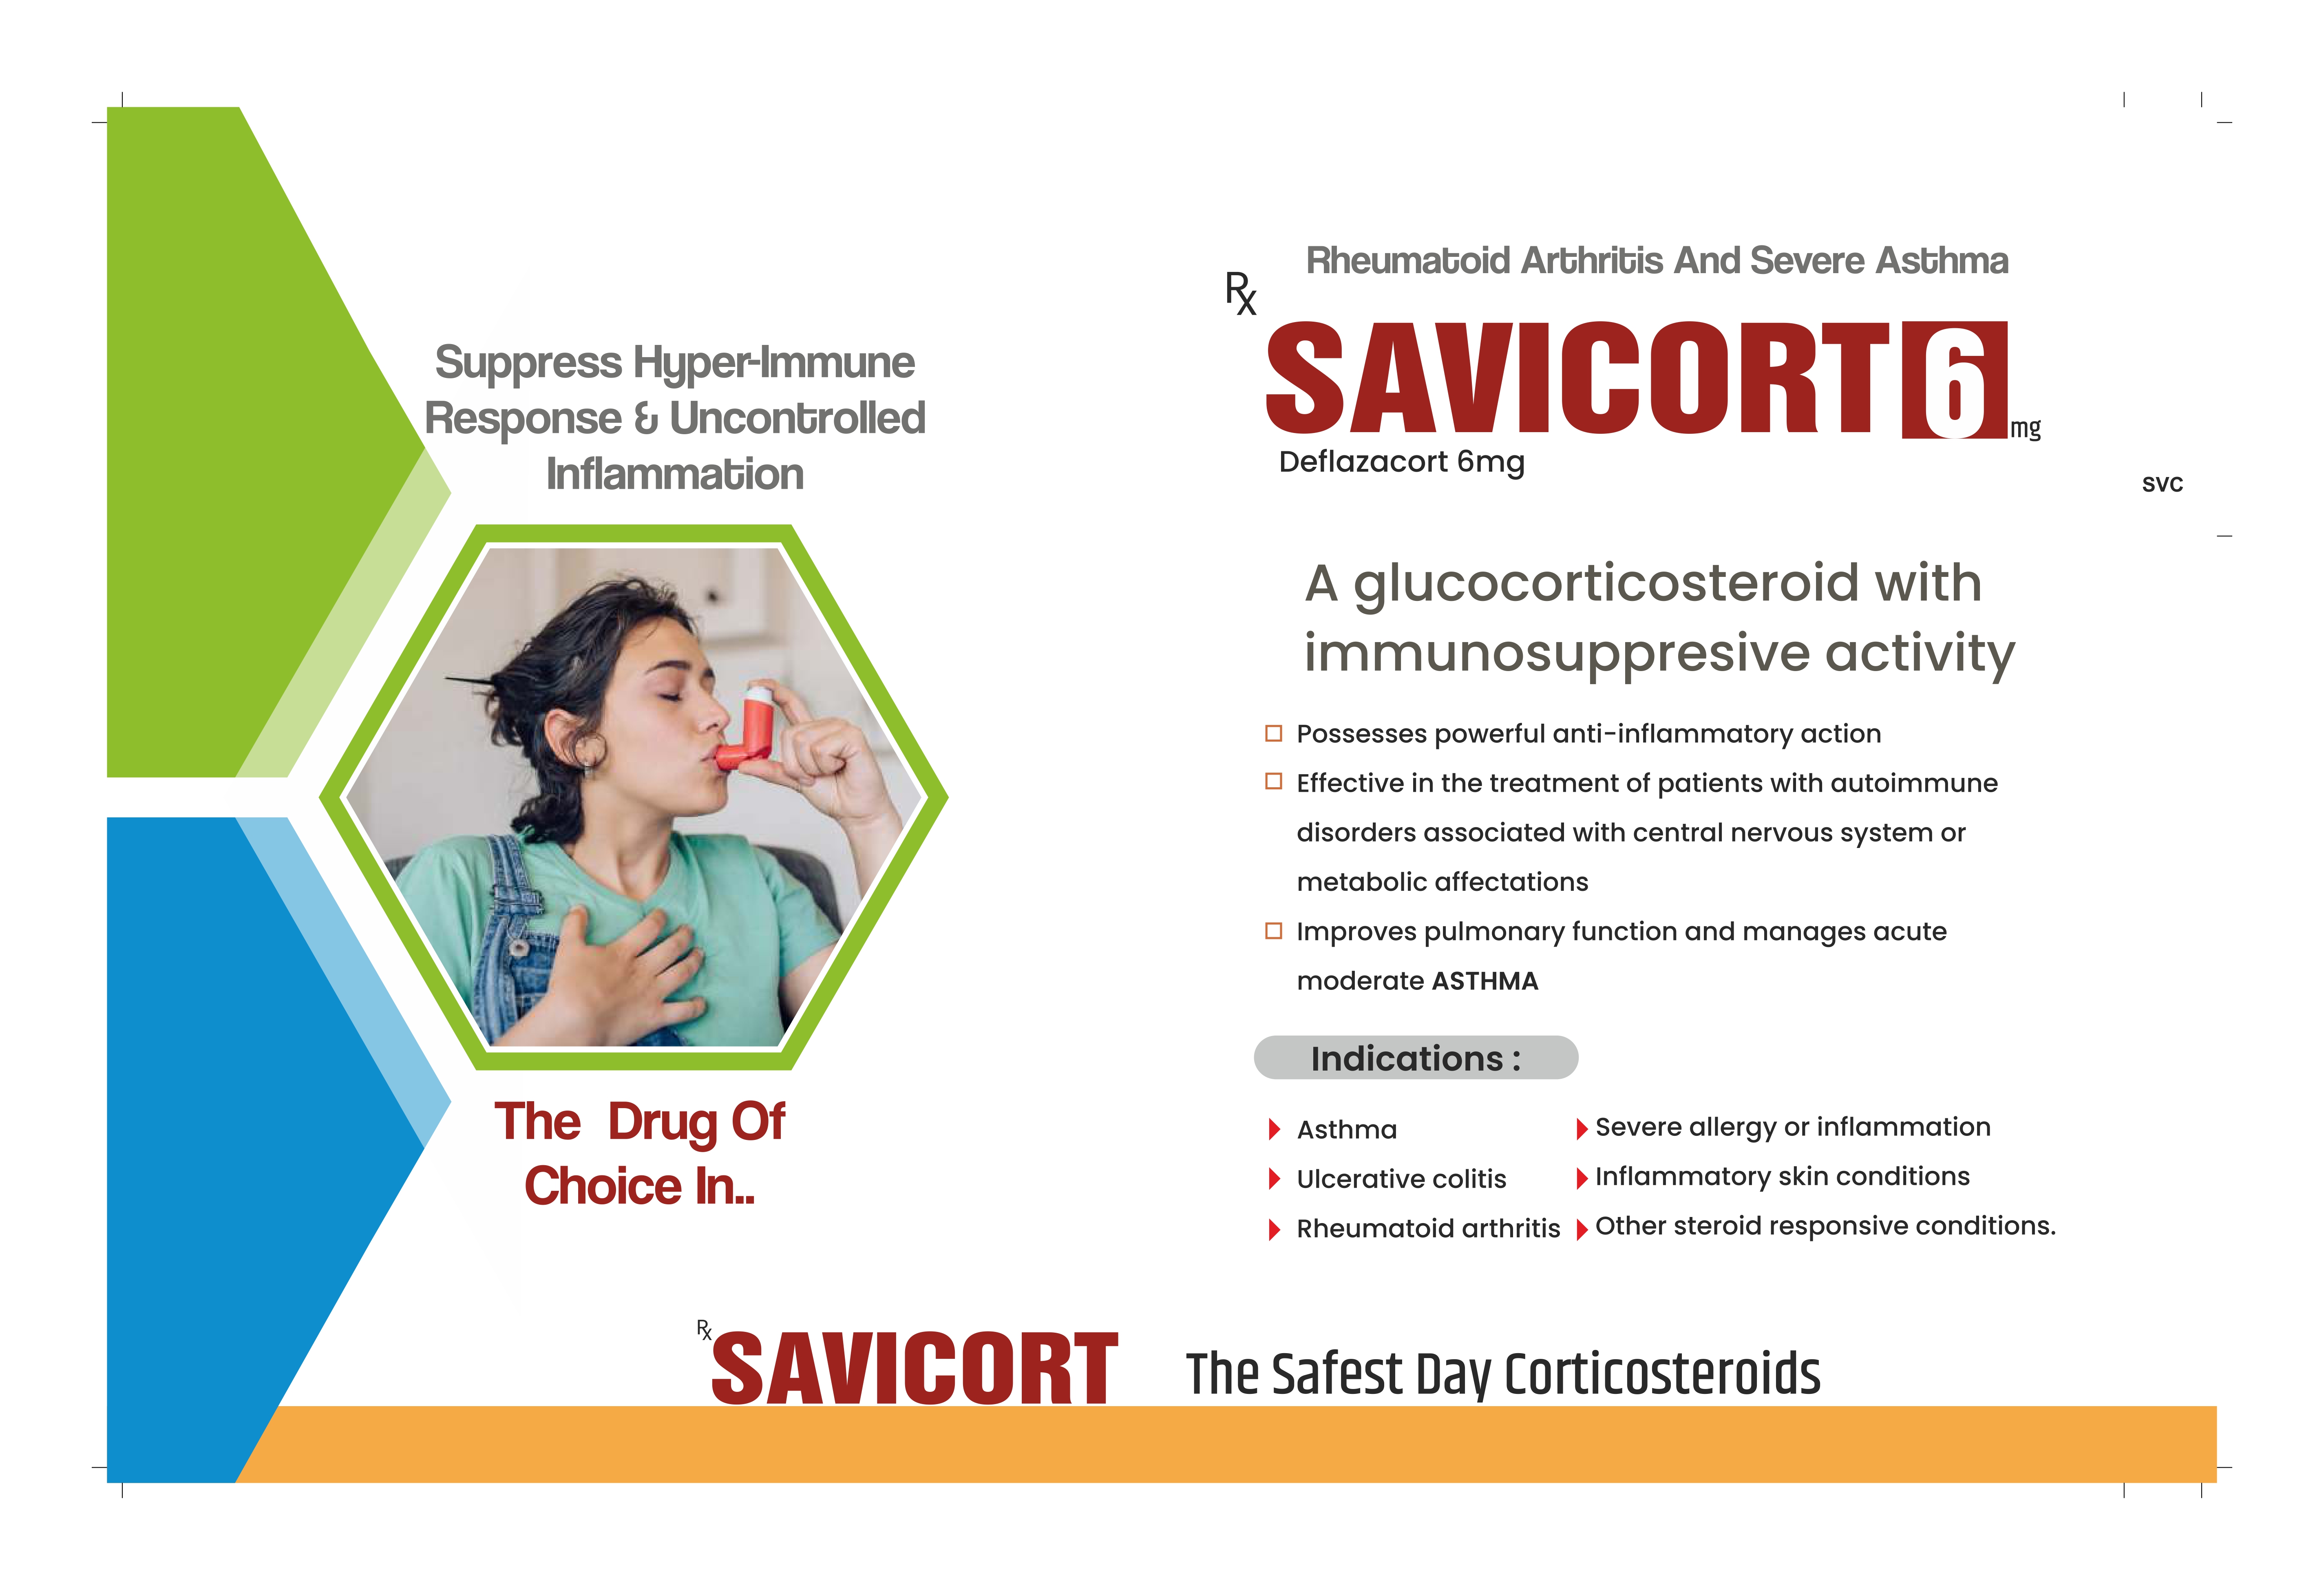 Suppress Hyper-Immune
Response & Uncontrolled
Inflammation
The Drug Of
Choice In..
Rheumatoid Arthritis And Severe Asthma
Rx
SAVICORT 6 mg
Deflazacort 6mg
svc
A glucocorticosteroid with
immunosuppresive activity
Possesses powerful anti-inflammatory action
Effective in the treatment of patients with autoimmune
disorders associated with central nervous system or
metabolic affectations
Improves pulmonary function and manages acute
moderate ASTHMA
Indications :
Asthma
Ulcerative colitis
Rheumatoid arthritis
Severe allergy or inflammation
Inflammatory skin conditions
Other steroid responsive conditions.
Rx SAVICORT
The Safest Day Corticosteroids